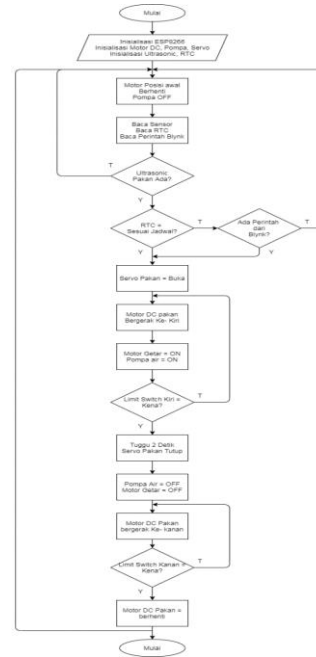 Mulai
Inisialisasi ESP8266
Inisialisasi Motor DC, Pompa, Servo
Inisialisasi Ultrasonic, RTC
Motor Posisi awal
Berhenti
Pompa OFF
Baca Sensor
Baca RTC
Baca Perintah Blynk
Ultrasonic
Pakan Ada?
T
Y
RTC =
Sesuai Jadwal?
T
Ada Perintah
dari
Blynk?
T
Y
Y
Servo Pakan = Buka
Motor DC pakan
Bergerak Ke- Kiri
Motor Getar = ON
Pompa air = ON
Limit Switch Kiri =
Kena?
T
Y
Tuggu 2 Detik
Servo Pakan Tutup
Pompa Air = OFF
Motor Getar = OFF
Motor DC Pakan
bergerak Ke- kanan
Limit Switch Kanan =
Kena?
T
Y
Motor DC Pakan =
berhenti
Mulai